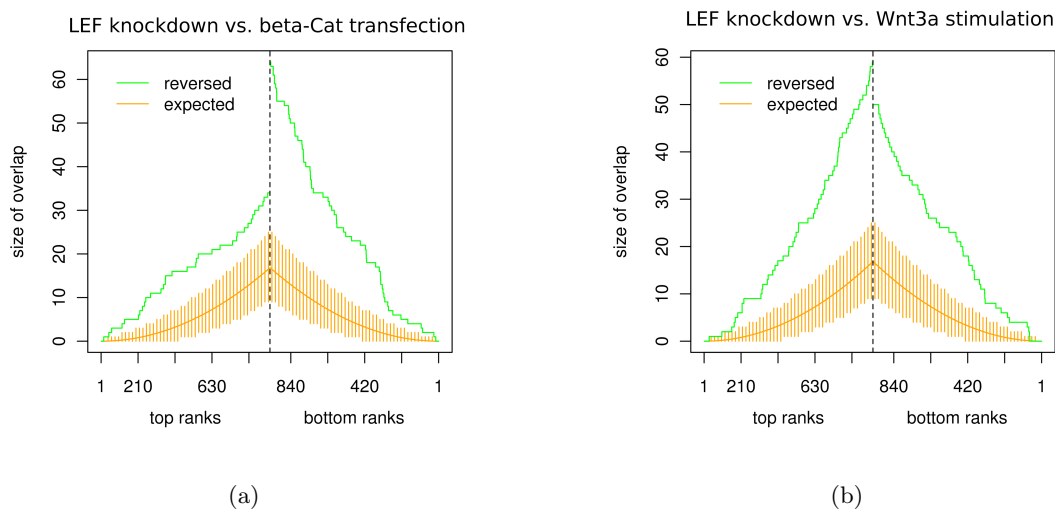 LEF knockdown vs. beta-Cat transfection
reversed
expected
size of overlap
60
50
40
30
20
10
0
1 210 630 840 420 1
top ranks bottom ranks
(a)
LEF knockdown vs. Wnt3a stimulation
reversed
expected
size of overlap
60
50
40
30
20
10
0
1 210 630 840 420 1
top ranks bottom ranks
(b)